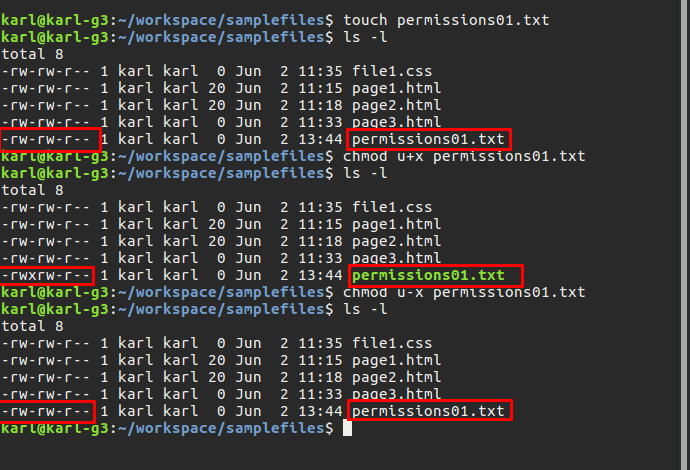 karl@karl-g3:~/workspace/samplefiles$ touch permissions01.txt
karl@karl-g3:~/workspace/samplefiles$ ls -l
total 8
-rw-rw-r-- 1 karl karl  0 Jun  2 11:35 file1.css
-rw-rw-r-- 1 karl karl 20 Jun  2 11:15 page1.html
-rw-rw-r-- 1 karl karl 20 Jun  2 11:18 page2.html
-rw-rw-r-- 1 karl karl  0 Jun  2 11:33 page3.html
-rw-rw-r-- 1 karl karl  0 Jun  2 13:44 permissions01.txt
karl@karl-g3:~/workspace/samplefiles$ chmod u+x permissions01.txt
karl@karl-g3:~/workspace/samplefiles$ ls -l
total 8
-rw-rw-r-- 1 karl karl  0 Jun  2 11:35 file1.css
-rw-rw-r-- 1 karl karl 20 Jun  2 11:15 page1.html
-rw-rw-r-- 1 karl karl 20 Jun  2 11:18 page2.html
-rw-rw-r-- 1 karl karl  0 Jun  2 11:33 page3.html
-rwxrw-r-- 1 karl karl  0 Jun  2 13:44 permissions01.txt
karl@karl-g3:~/workspace/samplefiles$ chmod u-x permissions01.txt
karl@karl-g3:~/workspace/samplefiles$ ls -l
total 8
-rw-rw-r-- 1 karl karl  0 Jun  2 11:35 file1.css
-rw-rw-r-- 1 karl karl 20 Jun  2 11:15 page1.html
-rw-rw-r-- 1 karl karl 20 Jun  2 11:18 page2.html
-rw-rw-r-- 1 karl karl  0 Jun  2 11:33 page3.html
-rw-rw-r-- 1 karl karl  0 Jun  2 13:44 permissions01.txt
karl@karl-g3:~/workspace/samplefiles$